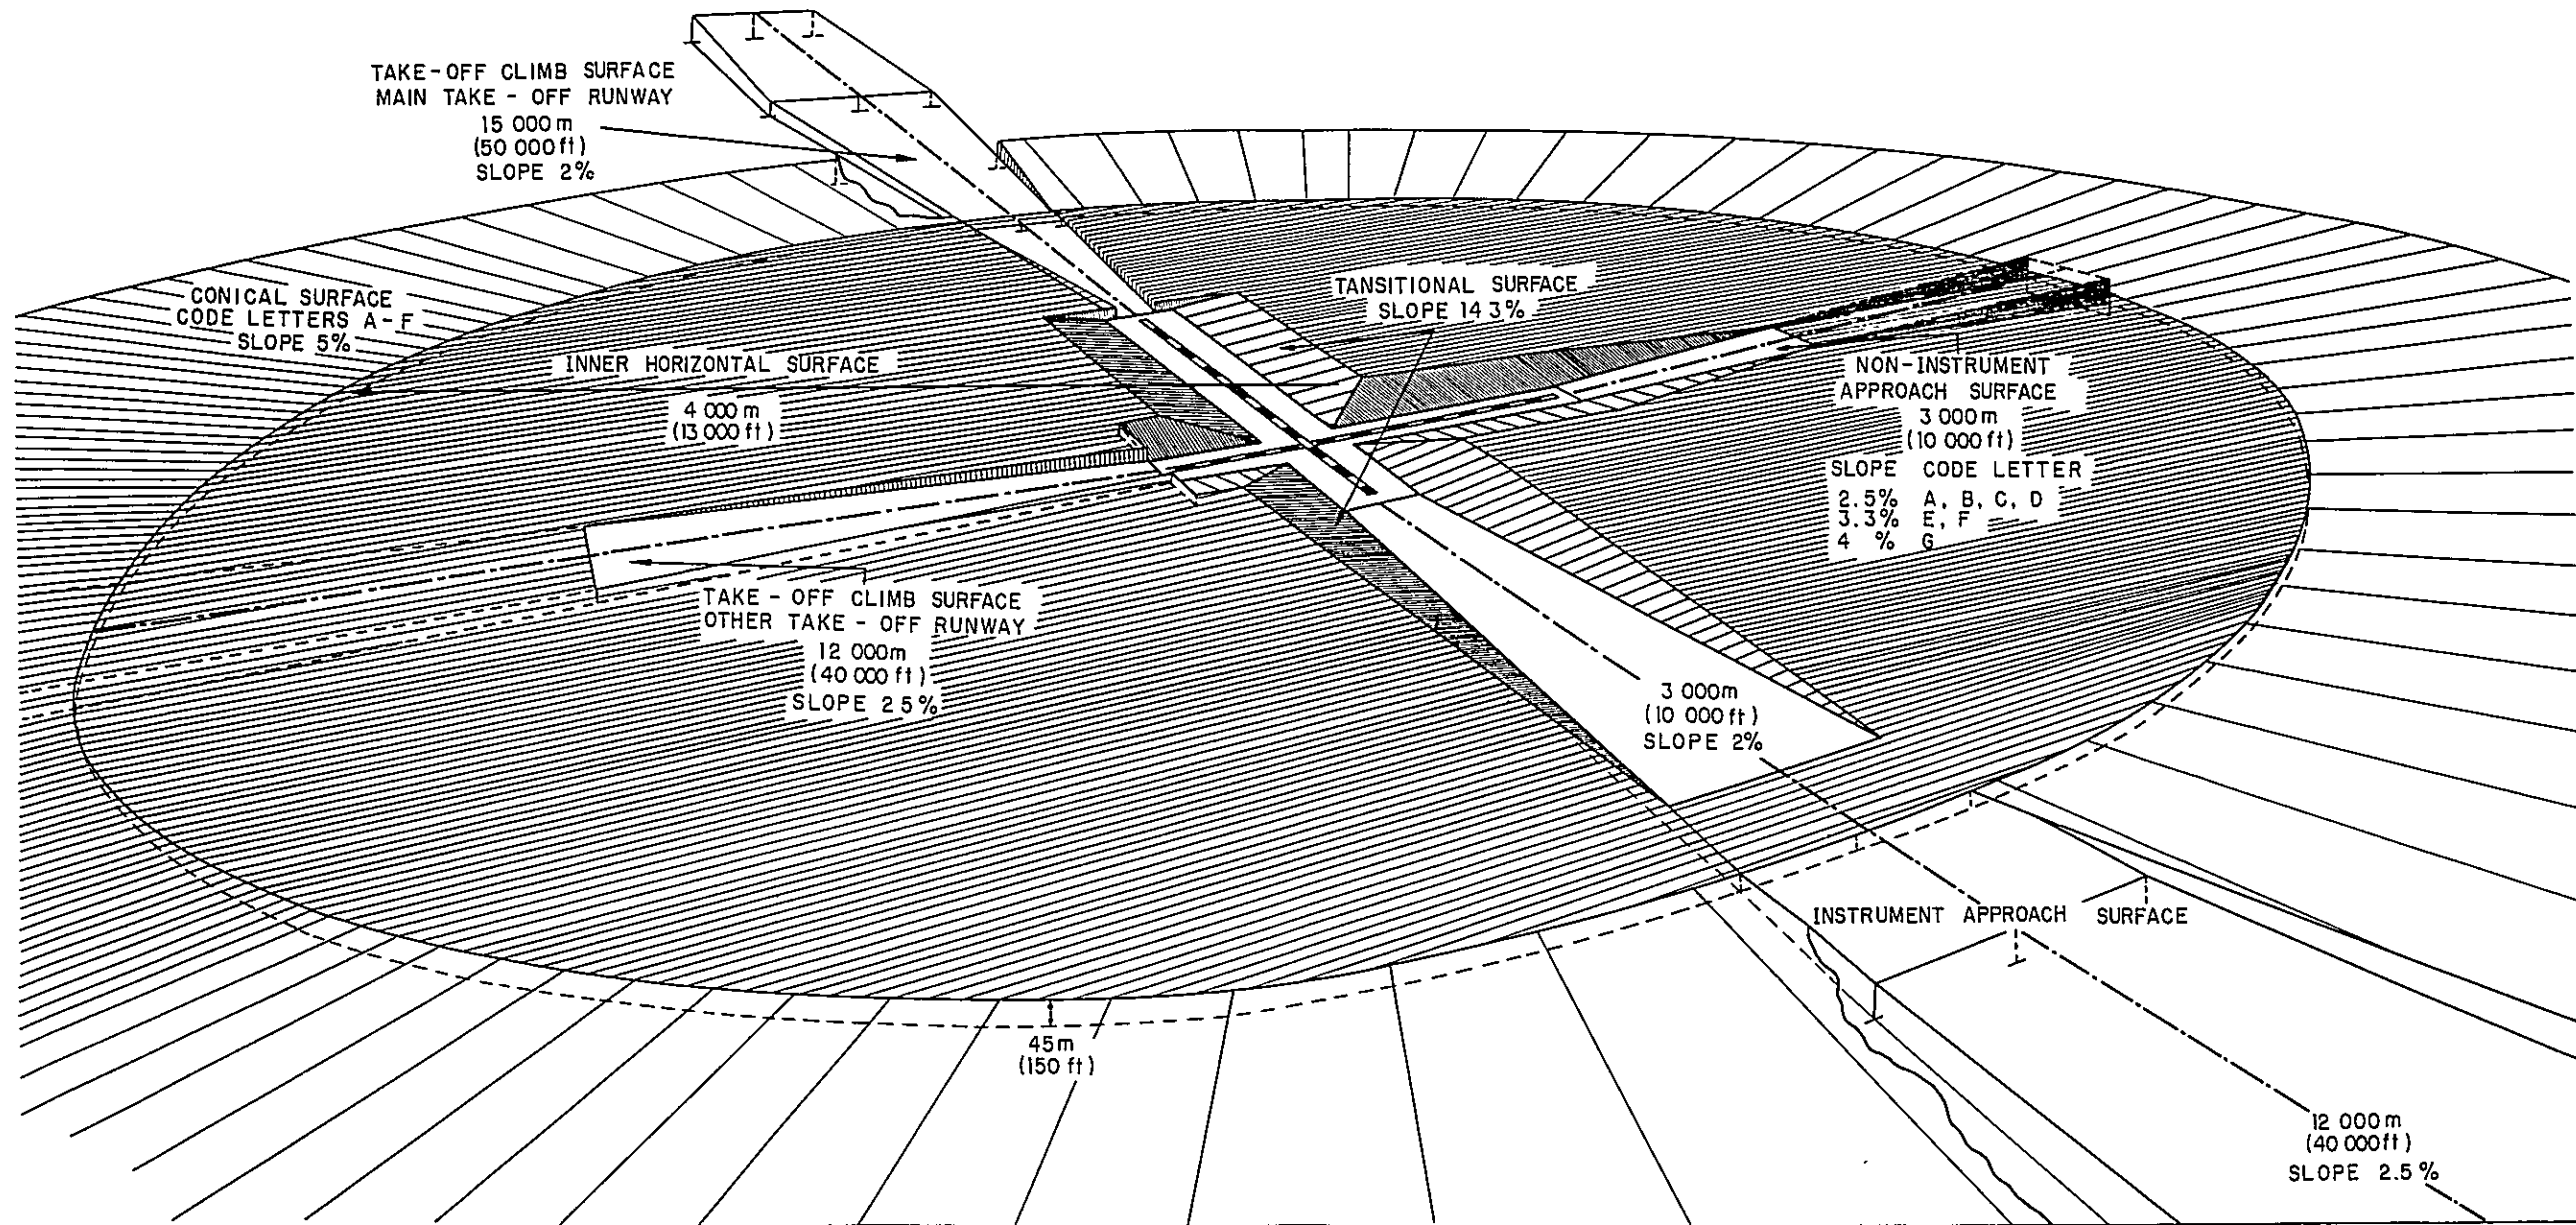 TAKE-OFF CLIMB SURFACE
MAIN TAKE - OFF RUNWAY
15 000 m
(50 000 ft)
SLOPE 2%
CONICAL SURFACE
CODE LETTERS A-F
SLOPE 5%
TANSITIONAL SURFACE
SLOPE 14 3%
INNER HORIZONTAL SURFACE
4 000 m
(13 000 ft)
NON-INSTRUMENT
APPROACH SURFACE
3 000 m
(10 000 ft)
SLOPE CODE LETTER
2.5% A, B, C, D
3.3% E, F
4 % G
TAKE - OFF CLIMB SURFACE
OTHER TAKE - OFF RUNWAY
12 000m
(40 000 ft)
SLOPE 2 5%
3 000m
(10 000 ft)
SLOPE 2%
INSTRUMENT APPROACH SURFACE
45m
(150 ft)
12 000m
(40 000ft)
SLOPE 2.5%